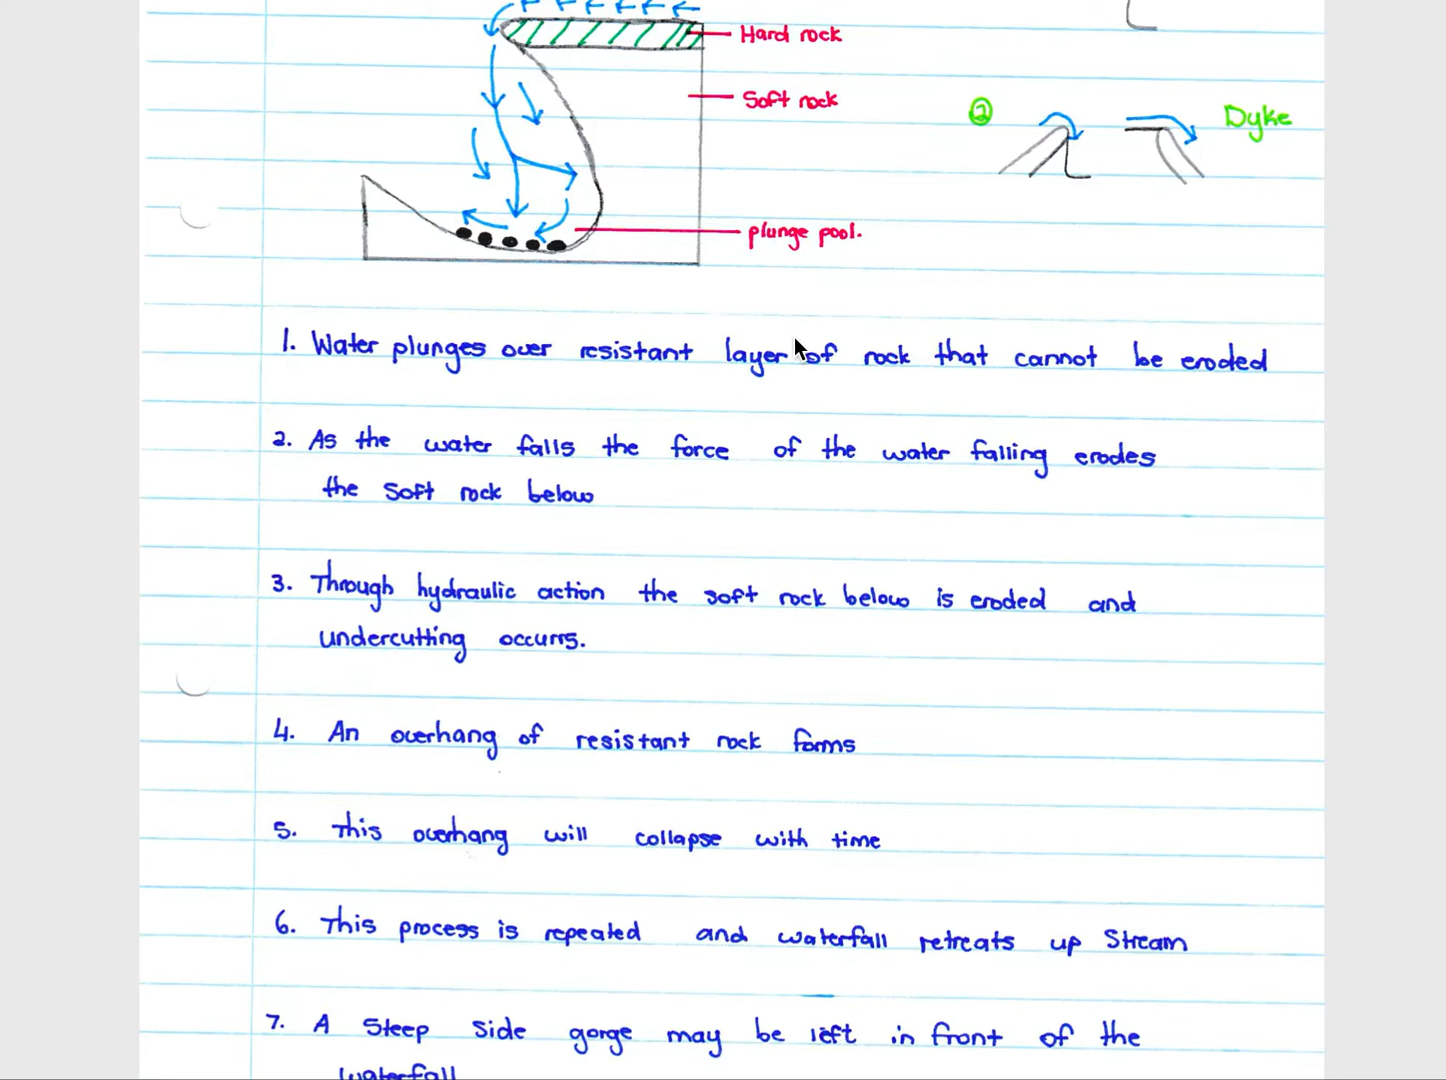 Hard rock
Soft rock
② Dyke
plunge pool.
1. Water plunges over resistant layer of rock that cannot be eroded
2. As the water falls the force of the water falling erodes
the soft rock below
3. Through hydraulic action the soft rock below is eroded and
undercutting occurrs.
4. An overhang of resistant rock forms
5. This overhang will collapse with time
6. This process is repeated and waterfall retreats up Stream
7. A Steep side gorge may be left in front of the
waterfall